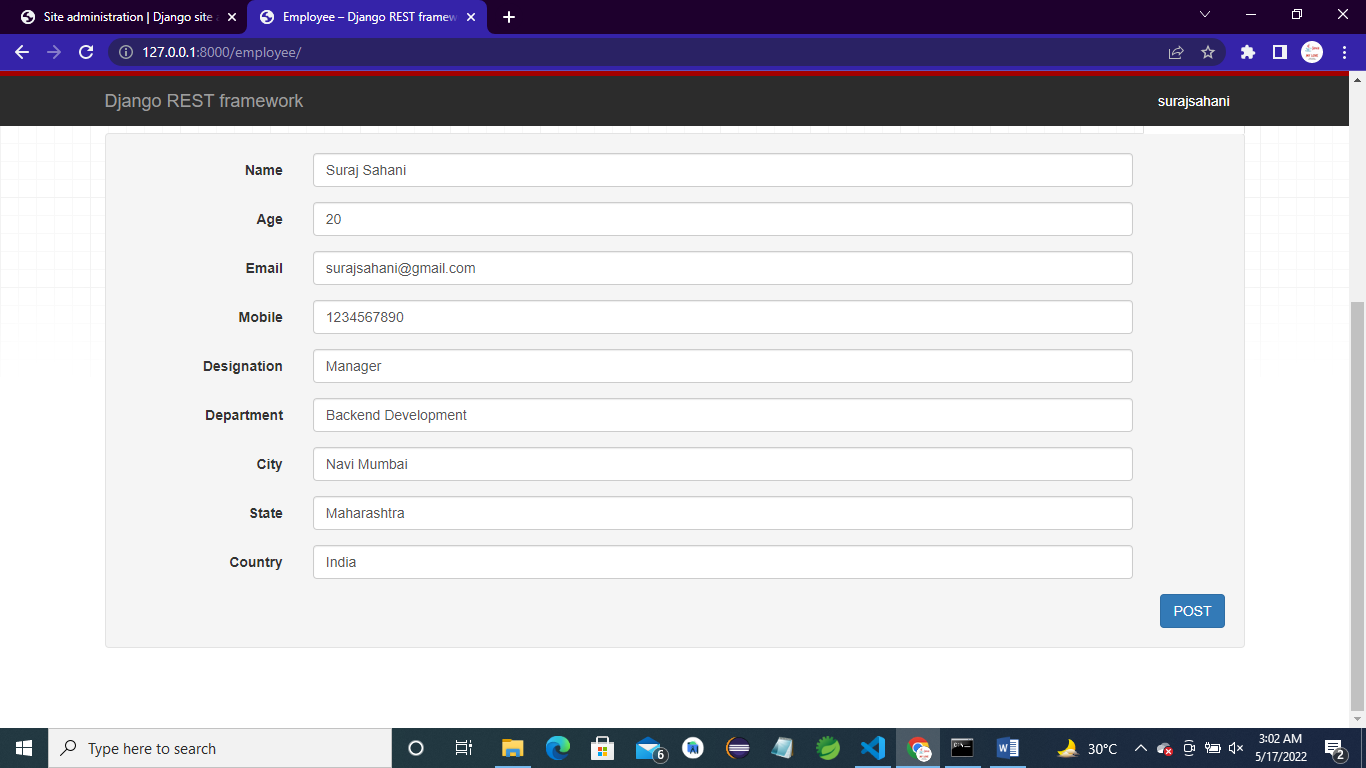 Site administration | Django site a
Employee – Django REST framew
127.0.0.1:8000/employee/
Django REST framework
surajsahani
Name Suraj Sahani
Age 20
Email surajsahani@gmail.com
Mobile 1234567890
Designation Manager
Department Backend Development
City Navi Mumbai
State Maharashtra
Country India
POST
Type here to search
6
30°C
3:02 AM
5/17/2022
2